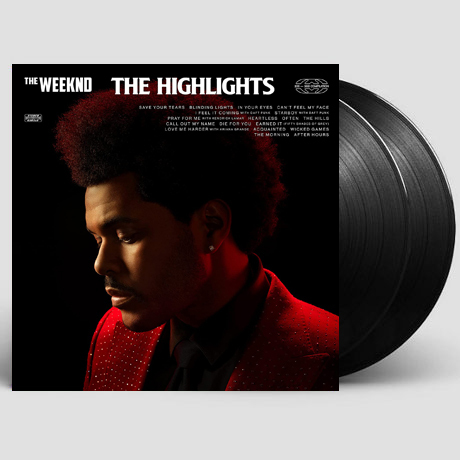 THE WEEKND THE HIGHLIGHTS
SAVE YOUR TEARS BLINDING LIGHTS IN YOUR EYES CAN'T FEEL MY FACE
I FEEL IT COMING WITH DAFT PUNK STARBOY WITH DAFT PUNK
PRAY FOR ME WITH KENDRICK LAMAR HEARTLESS OFTEN THE HILLS
CALL OUT MY NAME DIE FOR YOU EARNED IT (FIFTY SHADES OF GREY)
LOVE ME HARDER WITH ARIANA GRANDE ACQUAINTED WICKED GAMES
THE MORNING AFTER HOURS